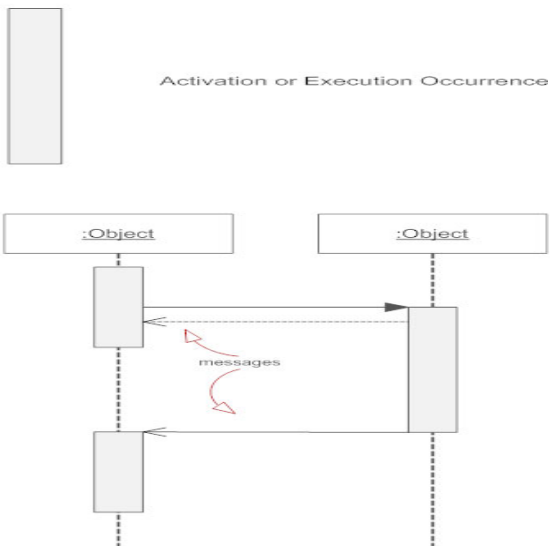 Activation or Execution Occurrence
:Object
:Object
messages